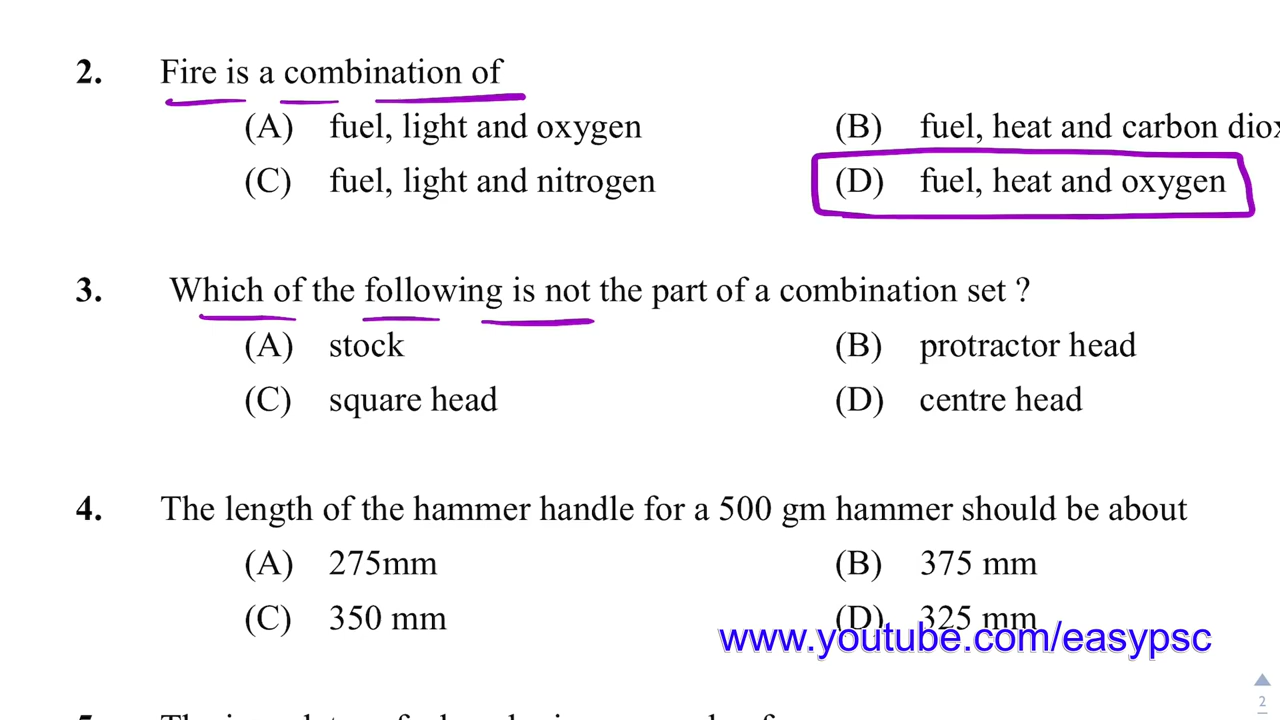 2. Fire is a combination of
(A) fuel, light and oxygen (B) fuel, heat and carbon diox
(C) fuel, light and nitrogen (D) fuel, heat and oxygen
3. Which of the following is not the part of a combination set ?
(A) stock (B) protractor head
(C) square head (D) centre head
4. The length of the hammer handle for a 500 gm hammer should be about
(A) 275mm (B) 375 mm
(C) 350 mm (D) 325 mm
www.youtube.com/easypsc
2